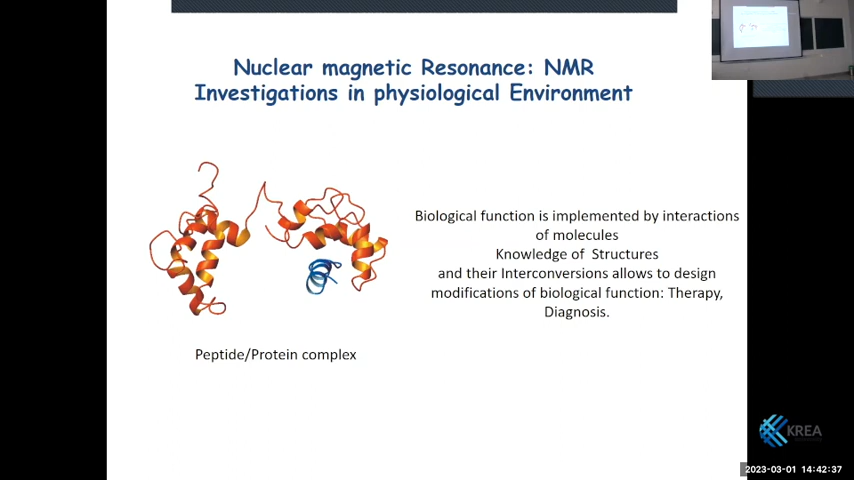 Nuclear magnetic Resonance: NMR
Investigations in physiological Environment
Biological function is implemented by interactions
of molecules
Knowledge of Structures
and their Interconversions allows to design
modifications of biological function: Therapy,
Diagnosis.
Peptide/Protein complex
KREA
2023-03-01 14:42:37